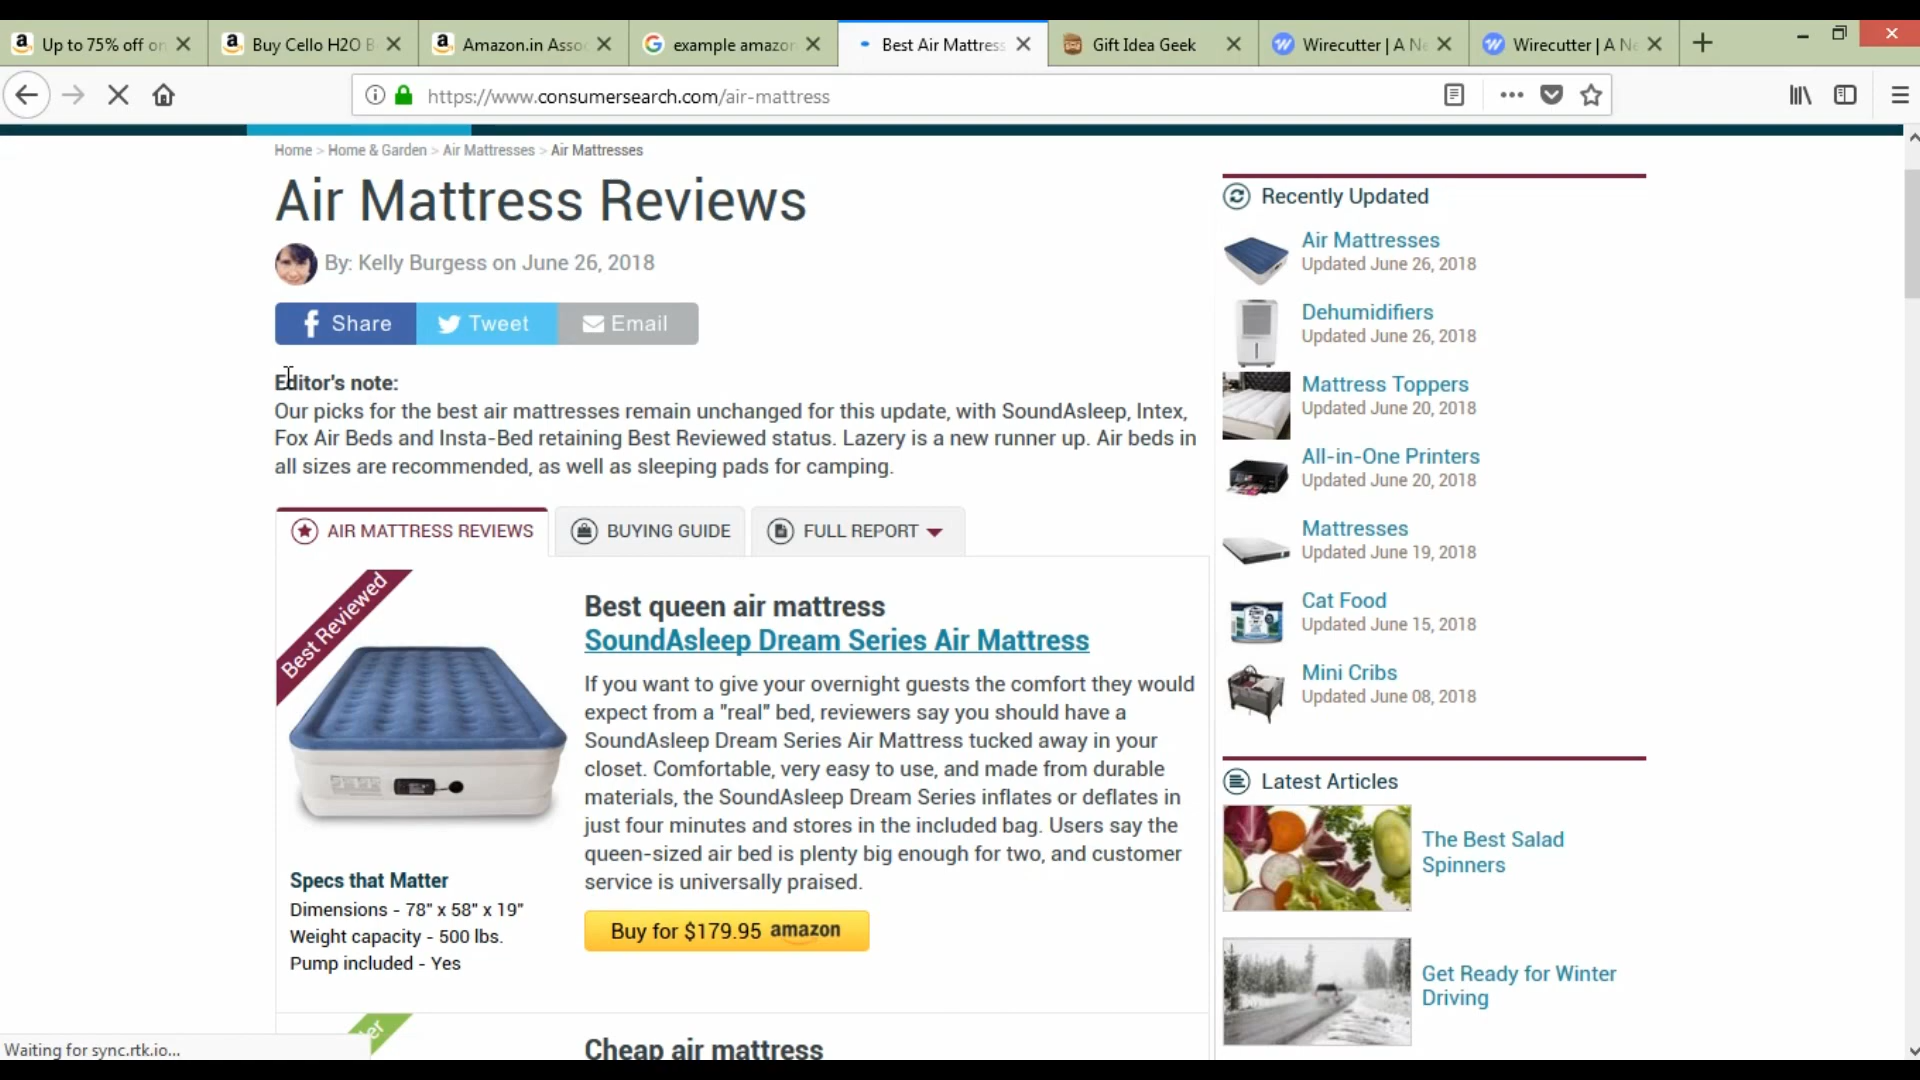 Up to 75% off on
Buy Cello H2O B
Amazon.in Asso
example amazon
Best Air Mattress
Gift Idea Geek
Wirecutter | A Ne
Wirecutter | A Ne
https://www.consumersearch.com/air-mattress
Home > Home & Garden > Air Mattresses > Air Mattresses
Air Mattress Reviews
By: Kelly Burgess on June 26, 2018
Share
Tweet
Email
Editor's note:
Our picks for the best air mattresses remain unchanged for this update, with SoundAsleep, Intex,
Fox Air Beds and Insta-Bed retaining Best Reviewed status. Lazery is a new runner up. Air beds in
all sizes are recommended, as well as sleeping pads for camping.
AIR MATTRESS REVIEWS
BUYING GUIDE
FULL REPORT
Best Reviewed
Best queen air mattress
SoundAsleep Dream Series Air Mattress
If you want to give your overnight guests the comfort they would
expect from a "real" bed, reviewers say you should have a
SoundAsleep Dream Series Air Mattress tucked away in your
closet. Comfortable, very easy to use, and made from durable
materials, the SoundAsleep Dream Series inflates or deflates in
just four minutes and stores in the included bag. Users say the
queen-sized air bed is plenty big enough for two, and customer
service is universally praised.
Specs that Matter
Dimensions - 78" x 58" x 19"
Weight capacity - 500 lbs.
Pump included - Yes
Buy for $179.95 amazon
Cheap air mattress
Recently Updated
Air Mattresses
Updated June 26, 2018
Dehumidifiers
Updated June 26, 2018
Mattress Toppers
Updated June 20, 2018
All-in-One Printers
Updated June 20, 2018
Mattresses
Updated June 19, 2018
Cat Food
Updated June 15, 2018
Mini Cribs
Updated June 08, 2018
Latest Articles
The Best Salad
Spinners
Get Ready for Winter
Driving
Waiting for sync.rtk.io...